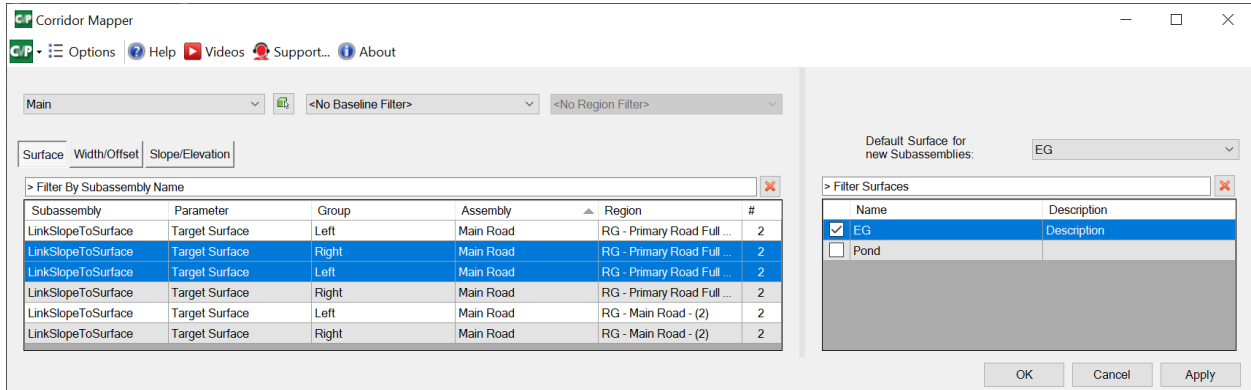 Corridor Mapper
Options Help Videos Support... About
Main <No Baseline Filter> <No Region Filter>
Default Surface for
new Subassemblies: EG
Surface Width/Offset Slope/Elevation
> Filter By Subassembly Name
Subassembly Parameter Group Assembly Region #
LinkSlopeToSurface Target Surface Left Main Road RG - Primary Road Full ... 2
LinkSlopeToSurface Target Surface Right Main Road RG - Primary Road Full ... 2
LinkSlopeToSurface Target Surface Left Main Road RG - Primary Road Full ... 2
LinkSlopeToSurface Target Surface Right Main Road RG - Primary Road Full ... 2
LinkSlopeToSurface Target Surface Left Main Road RG - Main Road - (2) 2
LinkSlopeToSurface Target Surface Right Main Road RG - Main Road - (2) 2
> Filter Surfaces
Name Description
EG Description
Pond
OK Cancel Apply